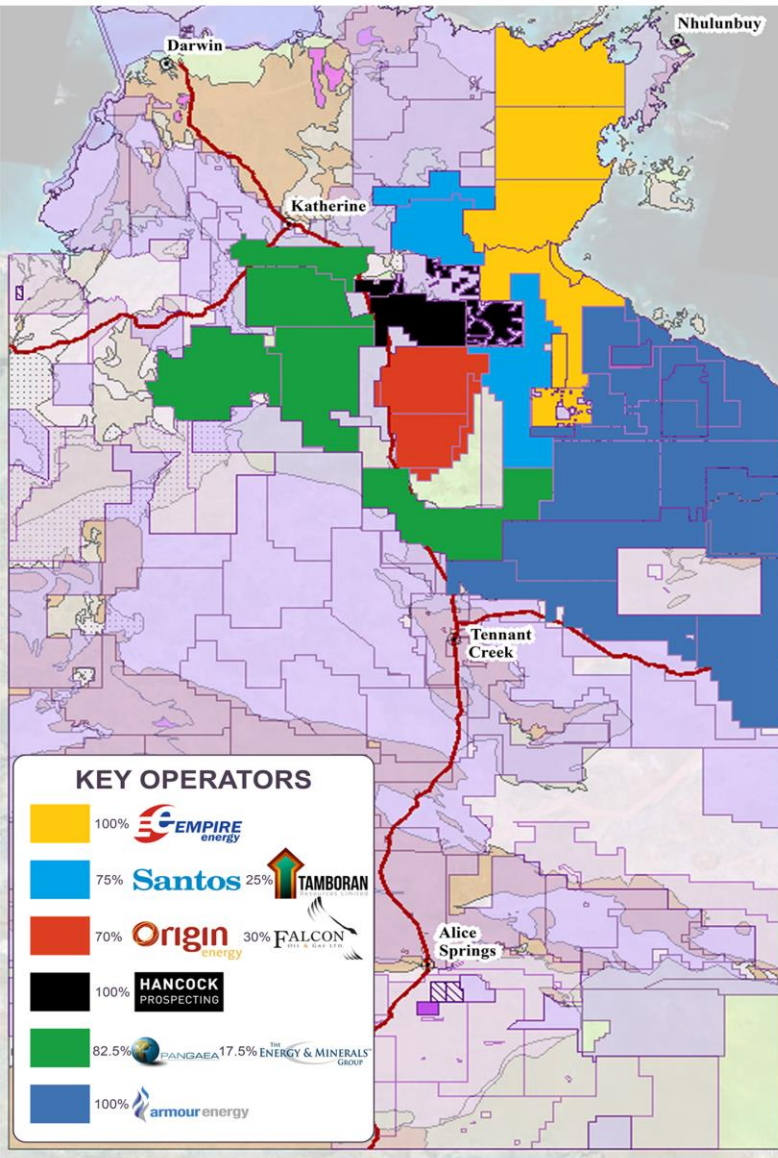 Darwin
Nhulunbuy
Katherine
Tennant
Creek
Alice
Springs
KEY OPERATORS
100% e EMPIRE
energy
75% Santos 25% TAMBORAN
Resources Limited
70% Origin
energy
30% FALCON
OIL & GAS LTD.
100% HANCOCK
PROSPECTING
82.5% PANGAEA 17.5% THE
ENERGY & MINERALS
GROUP
100% armour energy